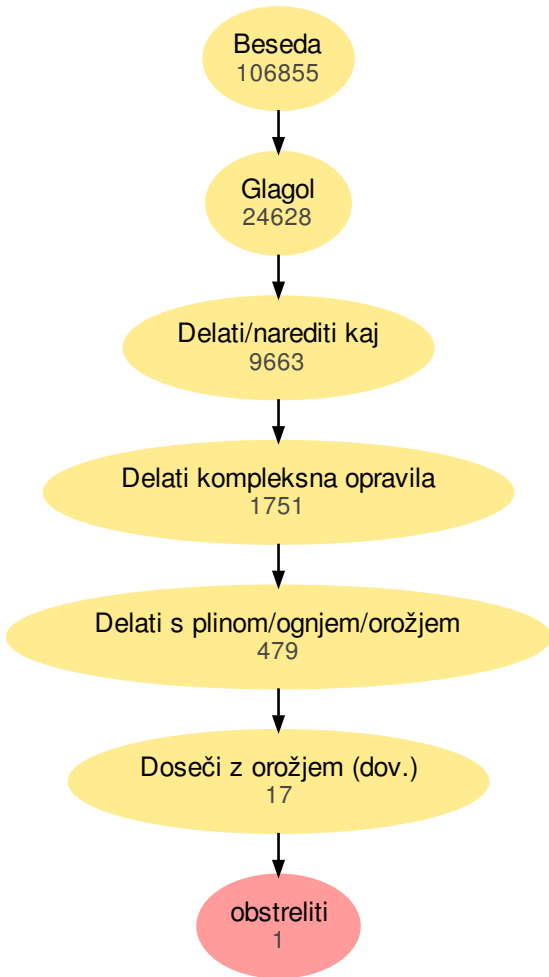 Beseda
106855
Glagol
24628
Delati/narediti kaj
9663
Delati kompleksna opravila
1751
Delati s plinom/ognjem/orožjem
479
Doseči z orožjem (dov.)
17
obstreliti
1